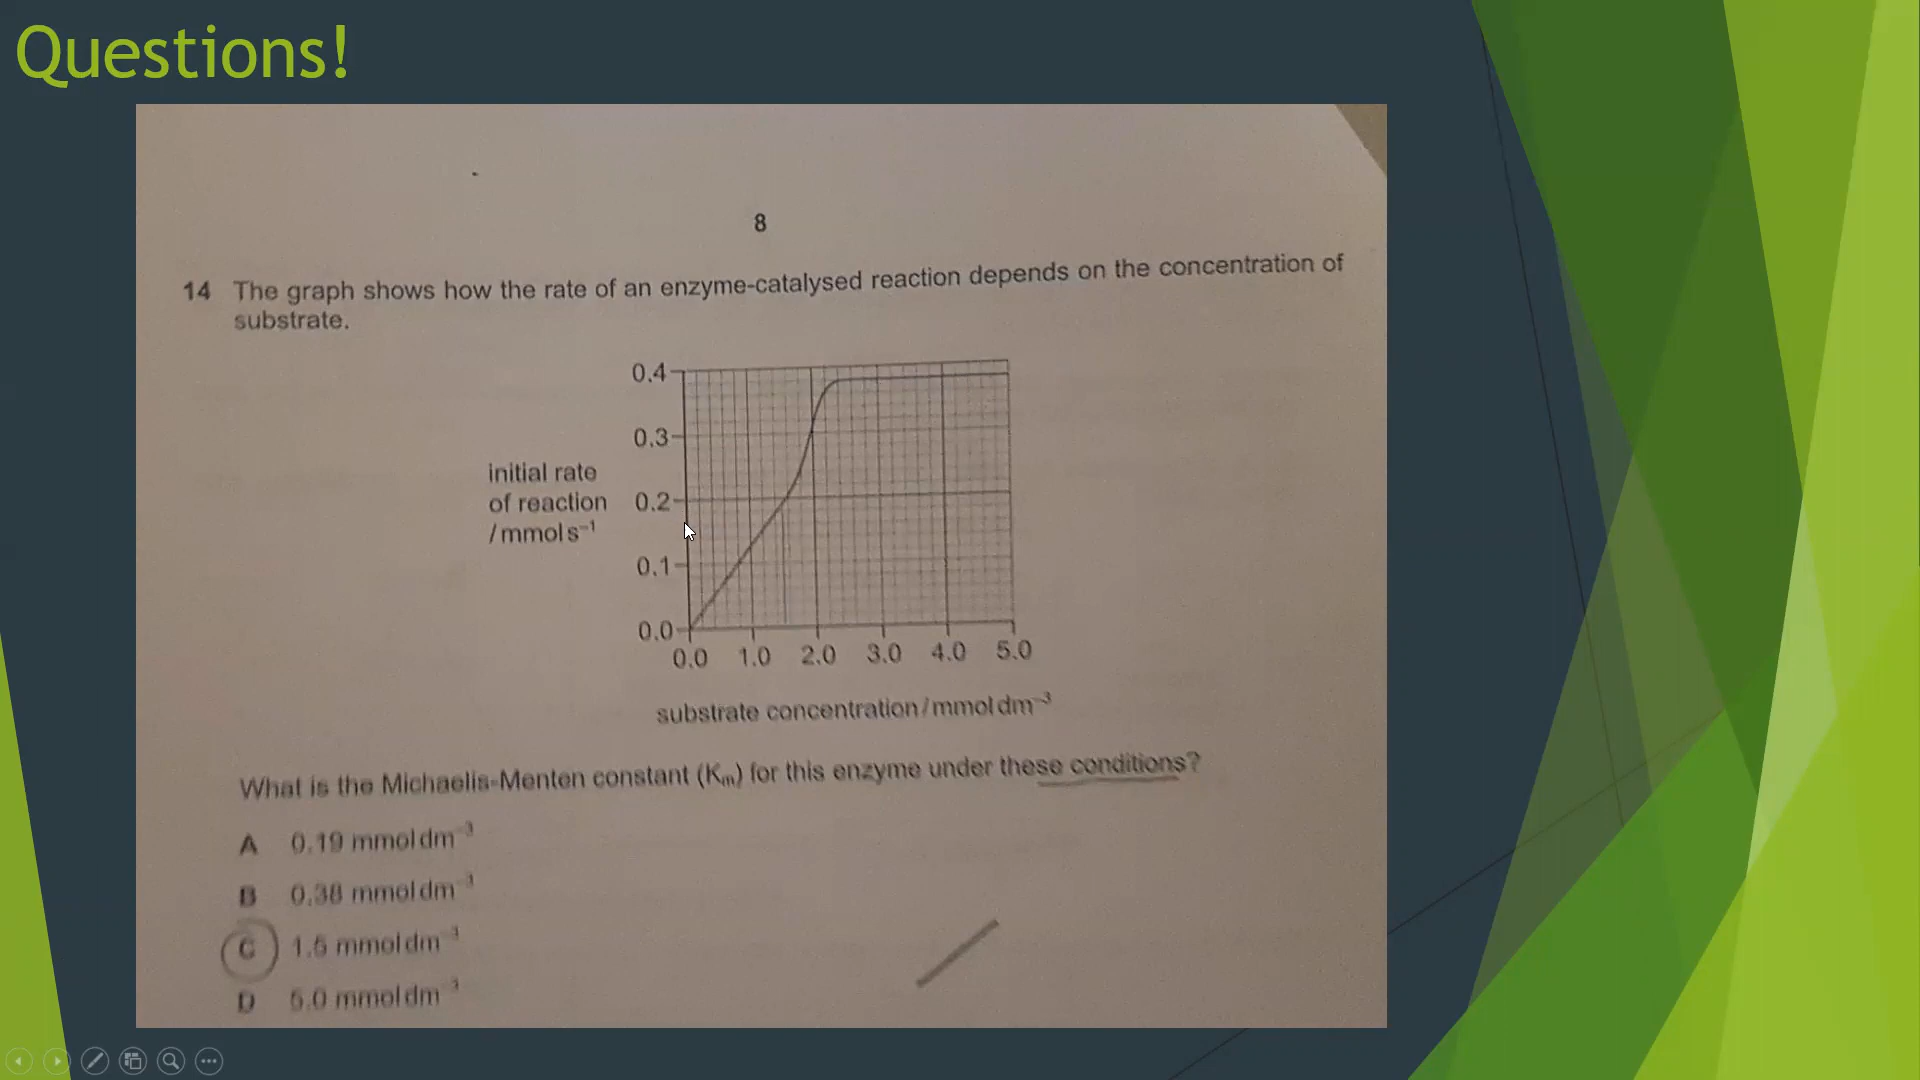 Questions!
8
14 The graph shows how the rate of an enzyme-catalysed reaction depends on the concentration of
substrate.
0.4
0.3
initial rate
of reaction 0.2
/mmol s⁻¹
0.1
0.0
0.0 1.0 2.0 3.0 4.0 5.0
substrate concentration/mmol dm⁻³
What is the Michaelis-Menten constant (Kₘ) for this enzyme under these conditions?
A 0.19 mmol dm⁻³
B 0.38 mmol dm⁻³
C 1.5 mmol dm⁻³
D 5.0 mmol dm⁻³